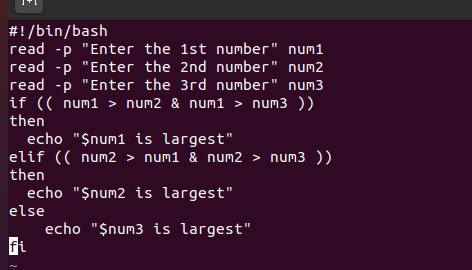 #!/bin/bash
read -p "Enter the 1st number" num1
read -p "Enter the 2nd number" num2
read -p "Enter the 3rd number" num3
if (( num1 > num2 & num1 > num3 ))
then
  echo "$num1 is largest"
elif (( num2 > num1 & num2 > num3 ))
then
  echo "$num2 is largest"
else
    echo "$num3 is largest"
fi
~